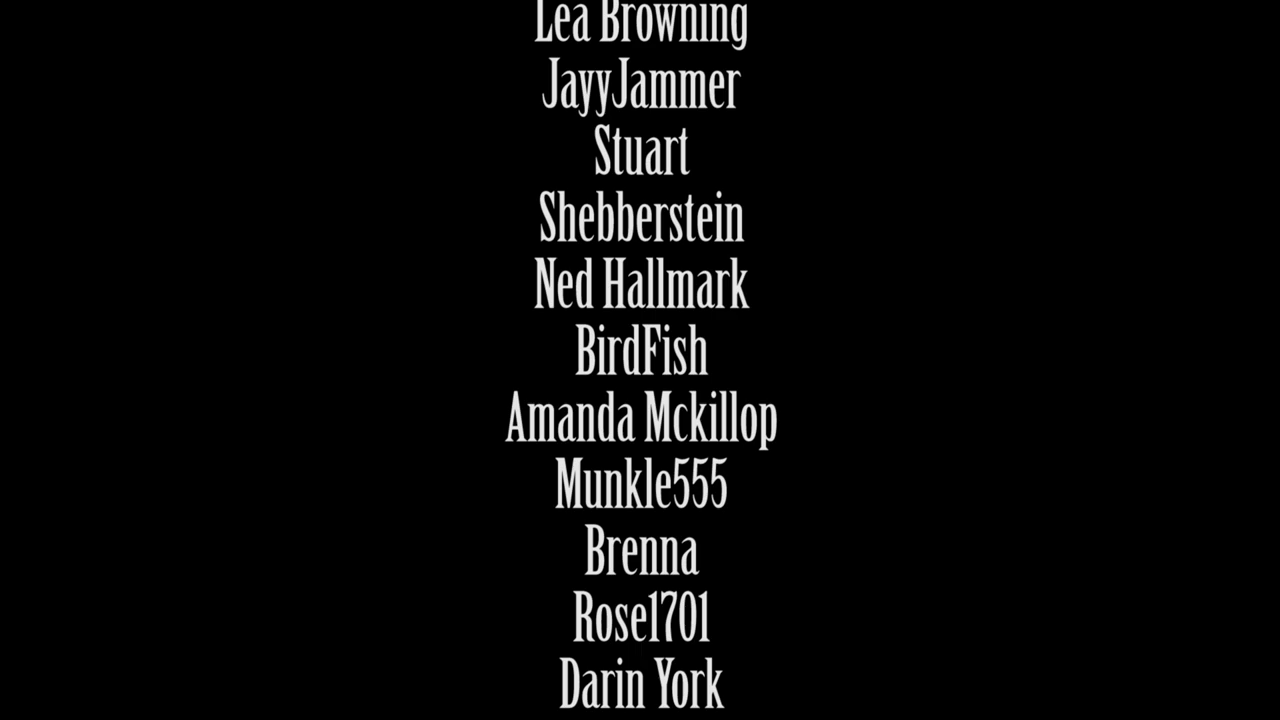 Lea Browning
JayyJammer
Stuart
Shebberstein
Ned Hallmark
BirdFish
Amanda Mckillop
Munkle555
Brenna
Rose1701
Darin York